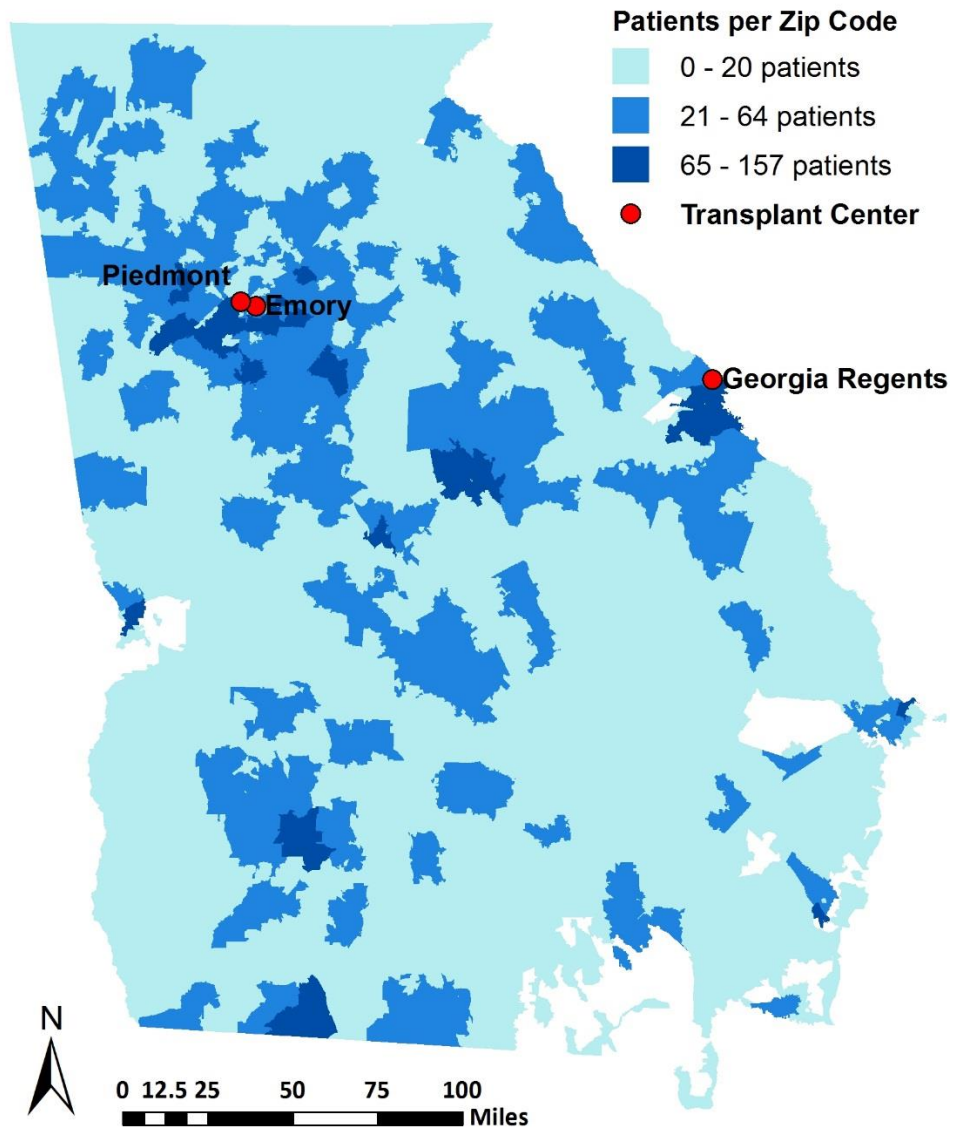 Patients per Zip Code
0 - 20 patients
21 - 64 patients
65 - 157 patients
Transplant Center
Piedmont
Emory
Georgia Regents
N
0 12.5 25 50 75 100
Miles